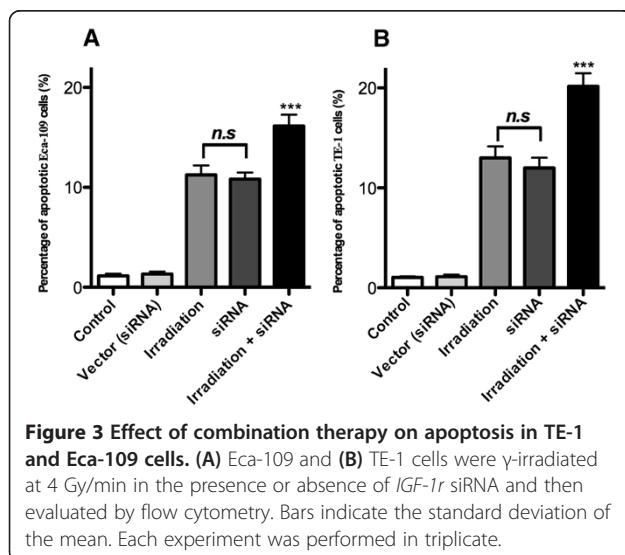 A
B
Percentage of apoptotic Eca-109 cells (%)
20
10
0
n.s
***
Control
Vector (siRNA)
Irradiation
siRNA
Irradiation + siRNA
Percentage of apoptotic TE-1 cells (%)
20
10
0
n.s
***
Control
Vector (siRNA)
Irradiation
siRNA
Irradiation + siRNA
Figure 3 Effect of combination therapy on apoptosis in TE-1
and Eca-109 cells. (A) Eca-109 and (B) TE-1 cells were γ-irradiated
at 4 Gy/min in the presence or absence of IGF-1r siRNA and then
evaluated by flow cytometry. Bars indicate the standard deviation of
the mean. Each experiment was performed in triplicate.